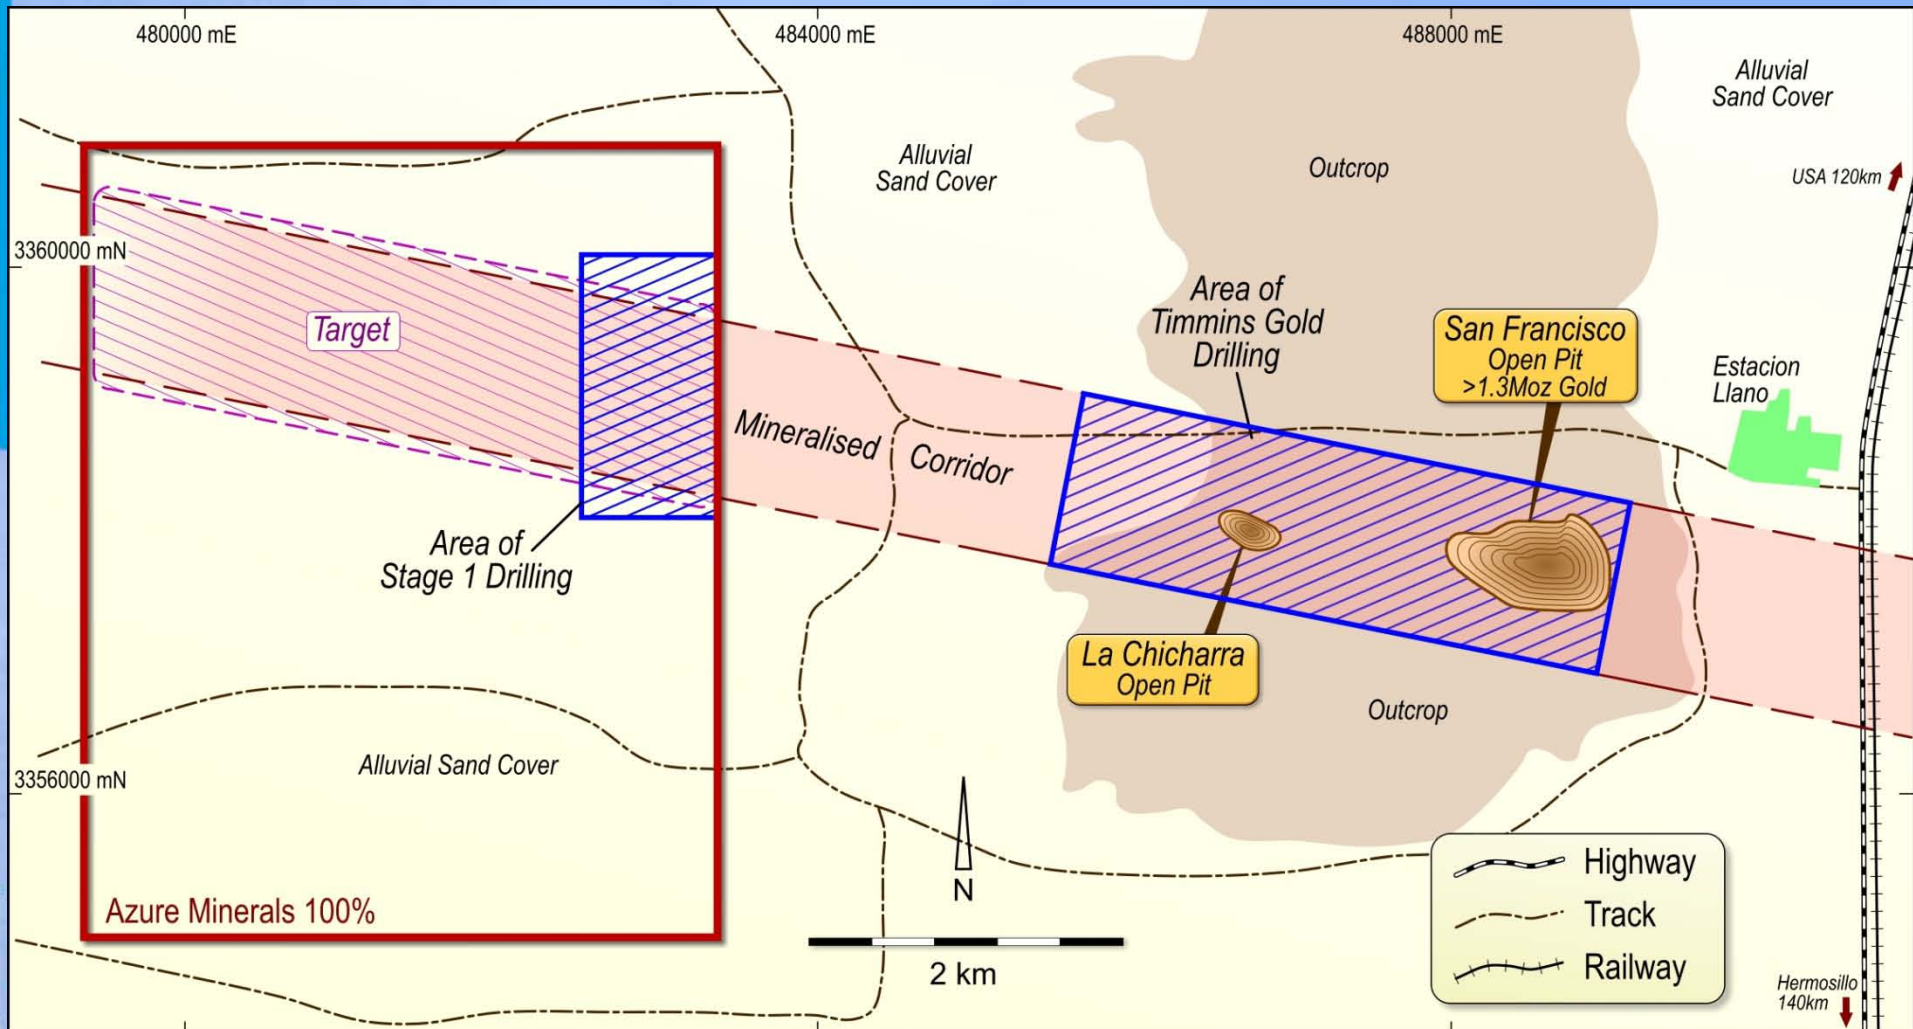 480000 mE
484000 mE
488000 mE
Alluvial
Sand Cover
Alluvial
Sand Cover
Outcrop
USA 120km
3360000 mN
Target
Area of
Timmins Gold
Drilling
San Francisco
Open Pit
>1.3Moz Gold
Estacion
Llano
Mineralised Corridor
Area of
Stage 1 Drilling
La Chicharra
Open Pit
Outcrop
Alluvial Sand Cover
3356000 mN
N
2 km
Azure Minerals 100%
Highway
Track
Railway
Hermosillo
140km